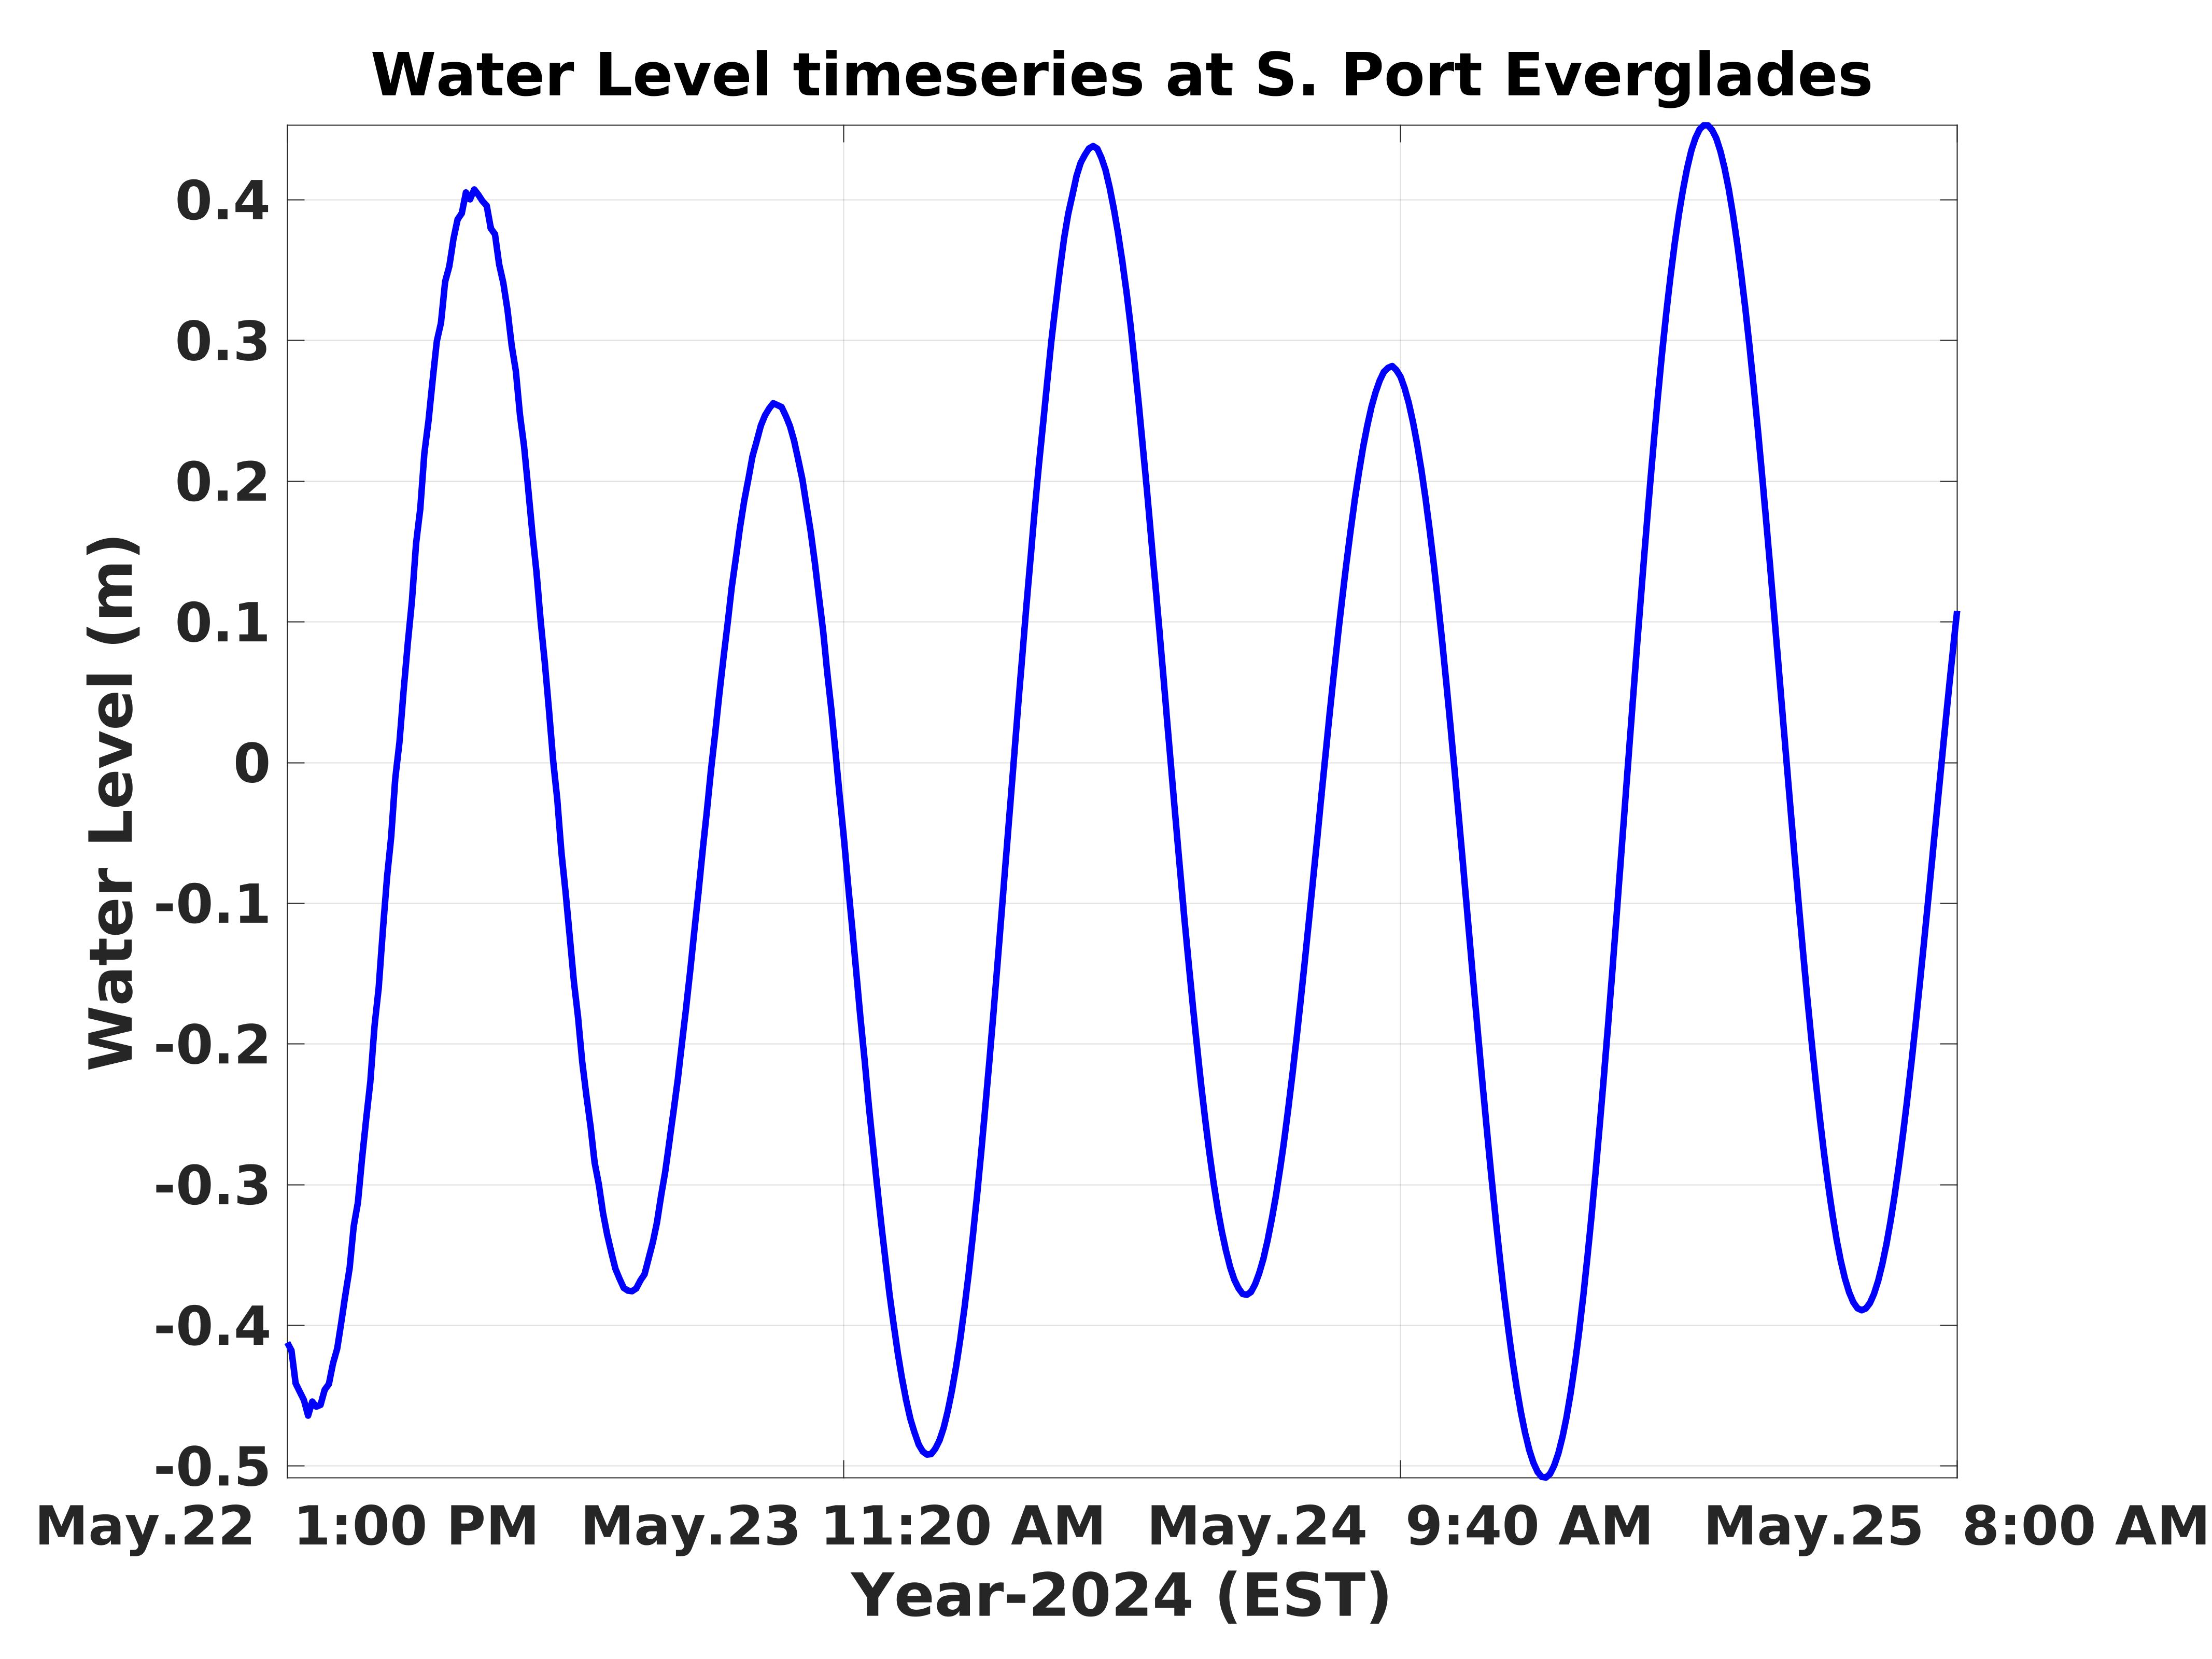 Water Level timeseries at S. Port Everglades
Water Level (m)
0.4
0.3
0.2
0.1
0
-0.1
-0.2
-0.3
-0.4
-0.5
May.22 1:00 PM May.23 11:20 AM May.24 9:40 AM May.25 8:00 AM
Year-2024 (EST)